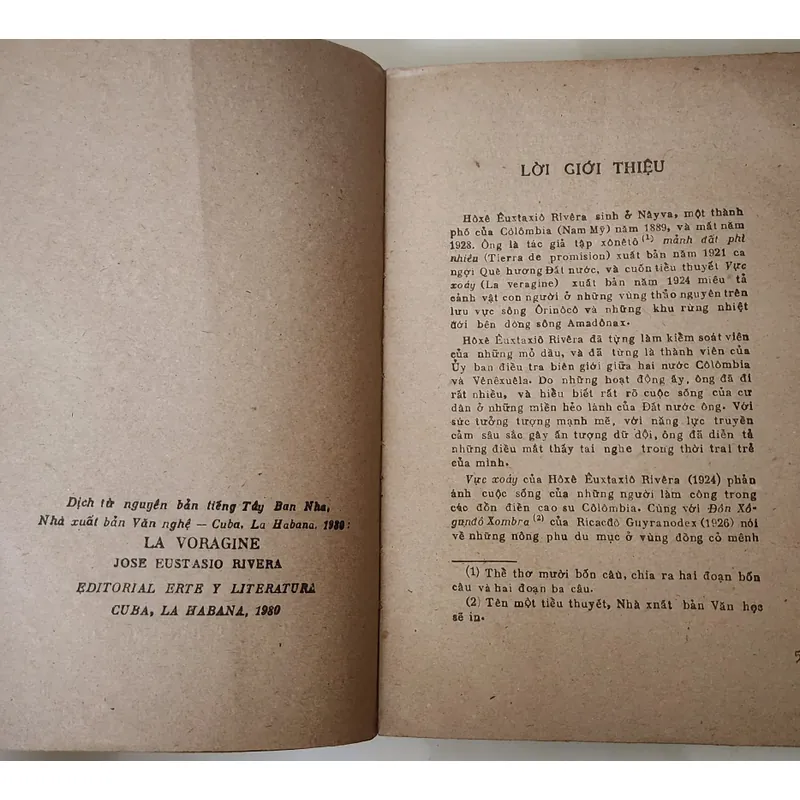 Dịch từ nguyên bản tiếng Tây Ban Nha,
Nhà xuất bản Văn nghệ — Cuba, La Habana, 1980:
LA VORAGINE
JOSE EUSTASIO RIVERA
EDITORIAL ERTE Y LITERATURA
CUBA, LA HABANA, 1980
LỜI GIỚI THIỆU
Hôxê Êuxtaxiô Rivêra sinh ở Nâyva, một thành
phố của Côlômbia (Nam Mỹ) năm 1889, và mất năm
1928. Ông là tác giả tập xônêtô (1) mảnh đất phì
nhiêu (Tierra de promision) xuất bản năm 1921 ca
ngợi Quê hương Đất nước, và cuốn tiểu thuyết Vực
xoáy (La veragine) xuất bản năm 1924 miêu tả
cảnh vật con người ở những vùng thảo nguyên trên
lưu vực sông Ôrinôcô và những khu rừng nhiệt
đới bên dòng sông Amadônax.
Hôxê Êuxtaxiô Rivêra đã từng làm kiểm soát viên
của những mỏ dầu, và đã từng là thành viên của
Ủy ban điều tra biên giới giữa hai nước Côlômbia
và Vênêxuêla. Do những hoạt động ấy, ông đã đi
rất nhiều, và hiểu biết rất rõ cuộc sống của cư
dân ở những miền hẻo lánh của Đất nước ông. Với
sức tưởng tượng mạnh mẽ, với năng lực truyền
cảm sâu sắc gây ấn tượng dữ dội, ông đã diễn tả
những điều mắt thấy tai nghe trong thời trai trẻ
của mình.
Vực xoáy của Hôxê Êuxtaxiô Rivêra (1924) phản
ánh cuộc sống của những người làm công trong
các đồn điền cao su Côlômbia. Cùng với Đôn Xê-
gunđô Xombra (2) của Ricacđô Guyranođex (1926) nói
về những nông phu du mục ở vùng đồng cỏ mênh
(1) Thể thơ mười bốn câu, chia ra hai đoạn bốn
câu và hai đoạn ba câu.
(2) Tên một tiểu thuyết, Nhà xnất bản Văn học
sẽ in.
5